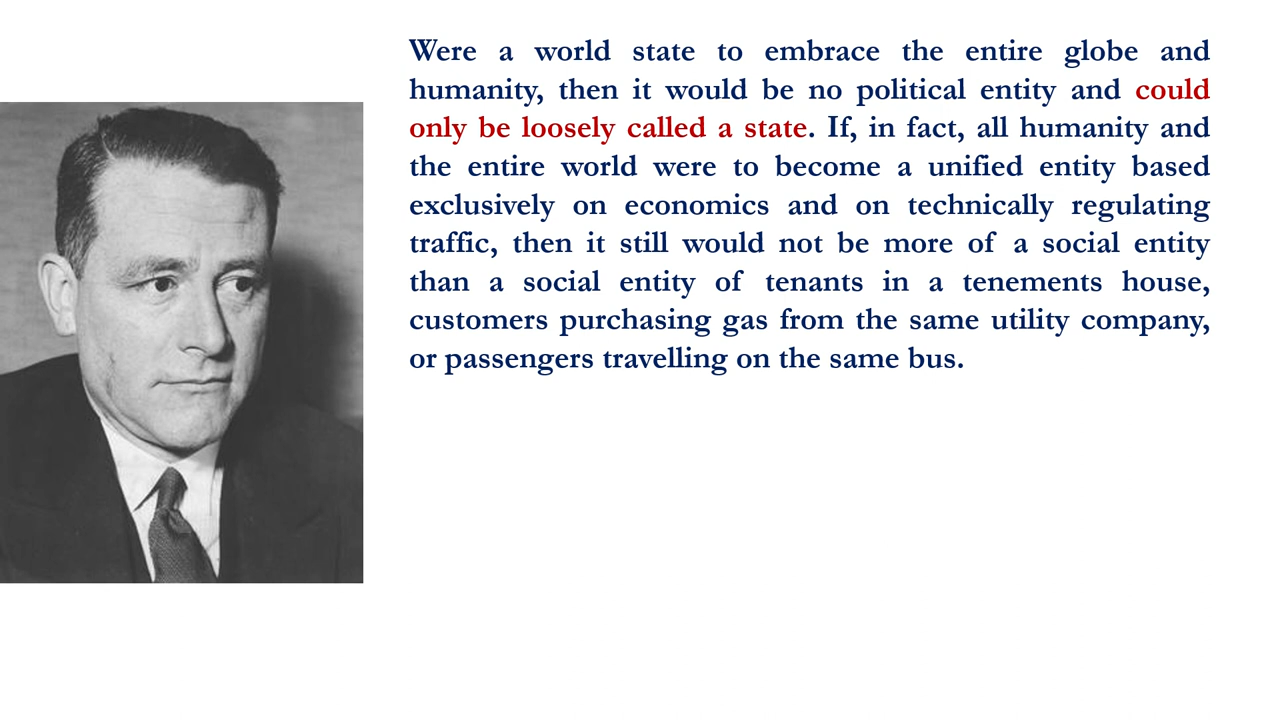 Were a world state to embrace the entire globe and
humanity, then it would be no political entity and could
only be loosely called a state. If, in fact, all humanity and
the entire world were to become a unified entity based
exclusively on economics and on technically regulating
traffic, then it still would not be more of a social entity
than a social entity of tenants in a tenements house,
customers purchasing gas from the same utility company,
or passengers travelling on the same bus.